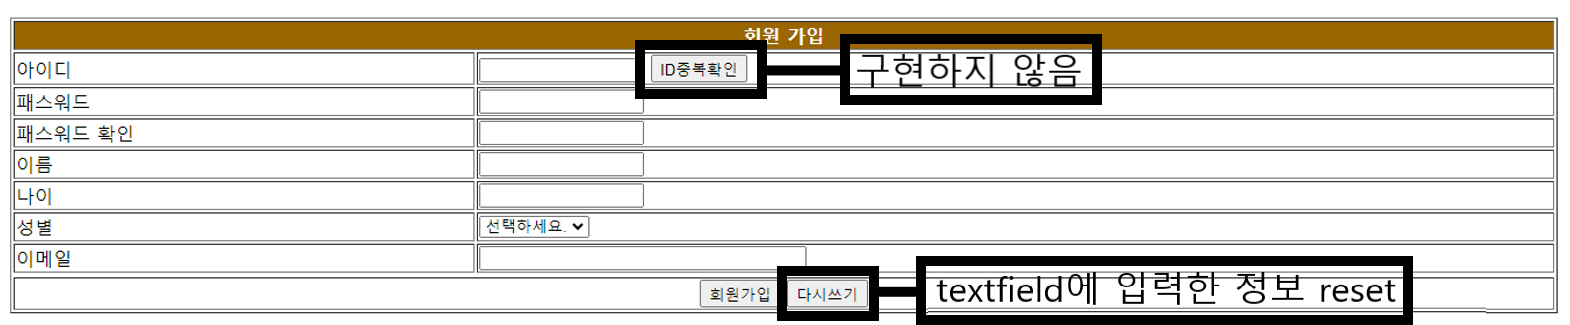 회원 가입
아이디 ID중복확인 구현하지 않음
패스워드
패스워드 확인
이름
나이
성별 선택하세요.
이메일
회원가입 다시쓰기 textfield에 입력한 정보 reset